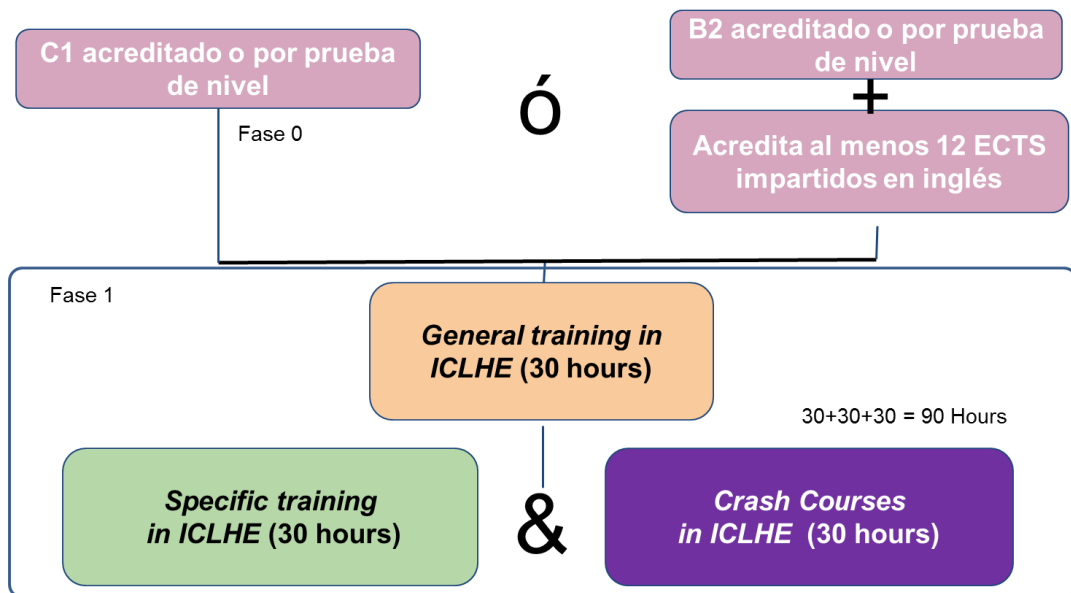 C1 acreditado o por prueba
de nivel
Fase 0
ó
B2 acreditado o por prueba
de nivel
+
Acredita al menos 12 ECTS
impartidos en inglés
Fase 1
General training in
ICLHE (30 hours)
30+30+30 = 90 Hours
Specific training
in ICLHE (30 hours)
&
Crash Courses
in ICLHE (30 hours)